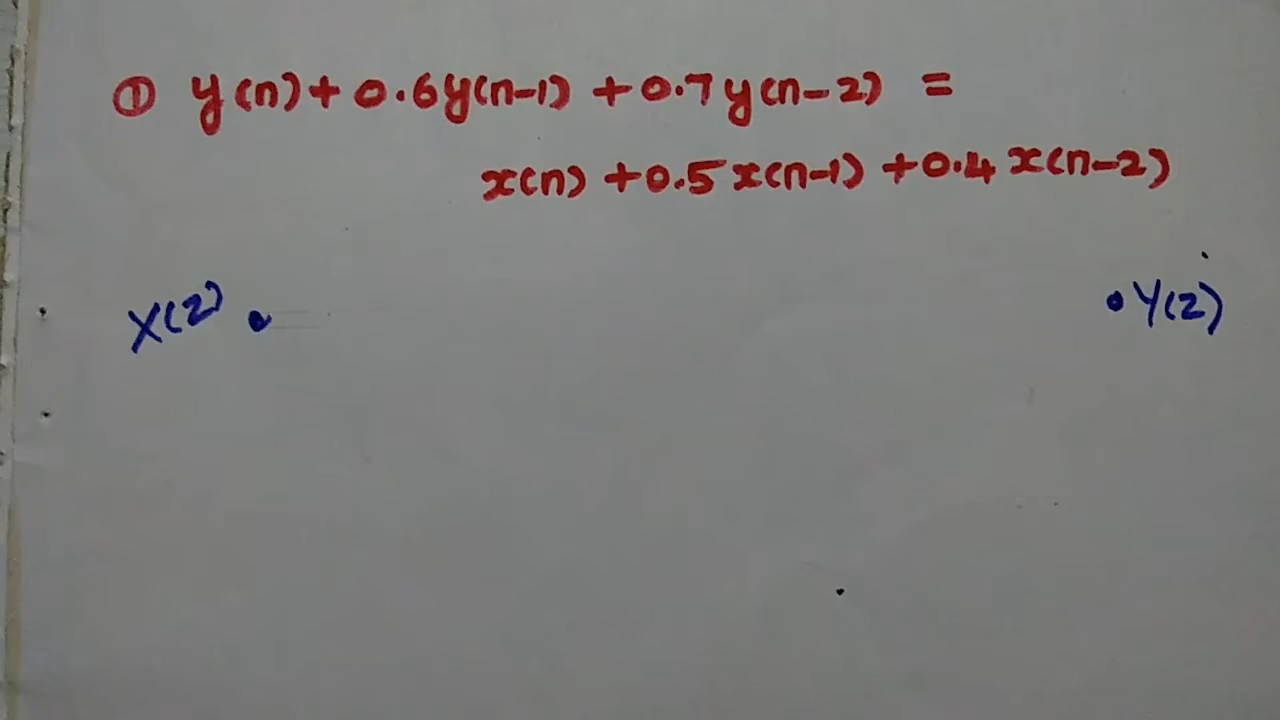 ① y(n) + 0.6y(n-1) + 0.7y(n-2) =
x(n) + 0.5x(n-1) + 0.4x(n-2)
X(z) Y(z)